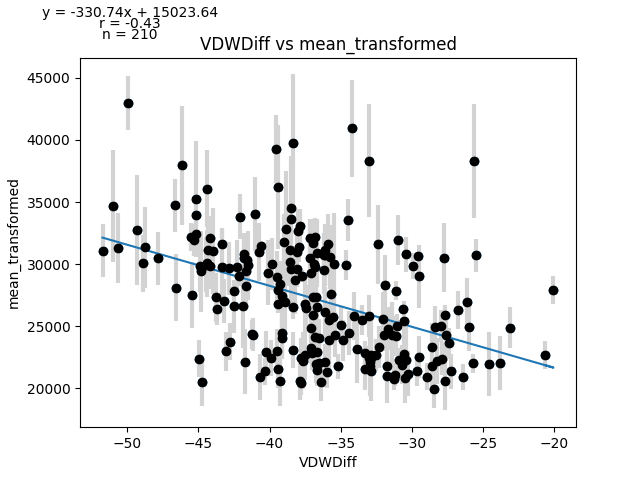 y = -330.74x + 15023.64
r = -0.43
n = 210
VDWDiff vs mean_transformed
mean_transformed
45000
40000
35000
30000
25000
20000
−50
−45
−40
−35
−30
−25
−20
VDWDiff